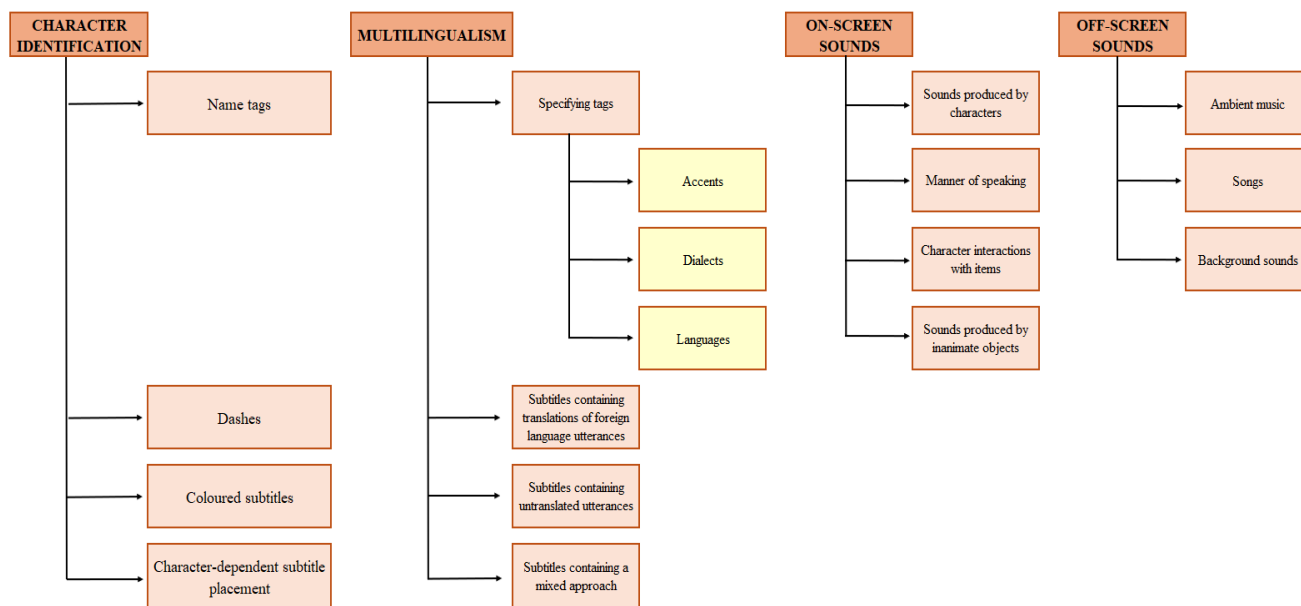 CHARACTER
IDENTIFICATION
Name tags
Dashes
Coloured subtitles
Character-dependent subtitle
placement
MULTILINGUALISM
Specifying tags
Accents
Dialects
Languages
Subtitles containing
translations of foreign
language utterances
Subtitles containing
untranslated utterances
Subtitles containing a
mixed approach
ON-SCREEN
SOUNDS
Sounds produced by
characters
Manner of speaking
Character interactions
with items
Sounds produced by
inanimate objects
OFF-SCREEN
SOUNDS
Ambient music
Songs
Background sounds